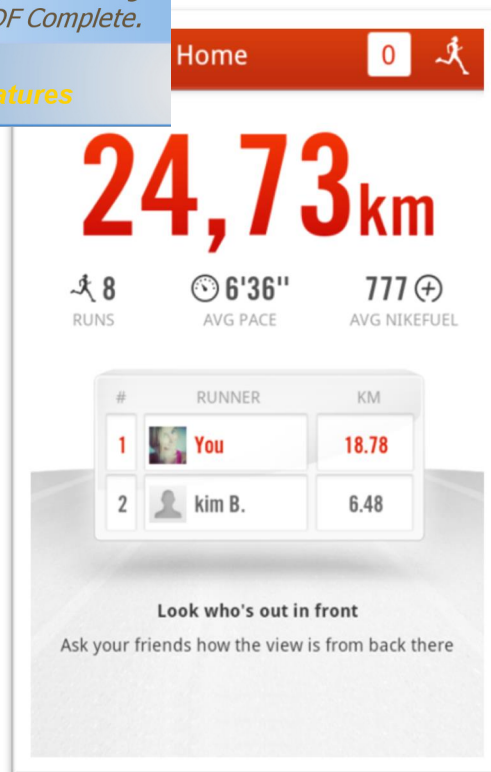 DF Complete.
atures
Home
0
24,73km
8
RUNS
6'36"
AVG PACE
777
AVG NIKEFUEL
# RUNNER KM
1 You 18.78
2 kim B. 6.48
Look who's out in front
Ask your friends how the view is from back there